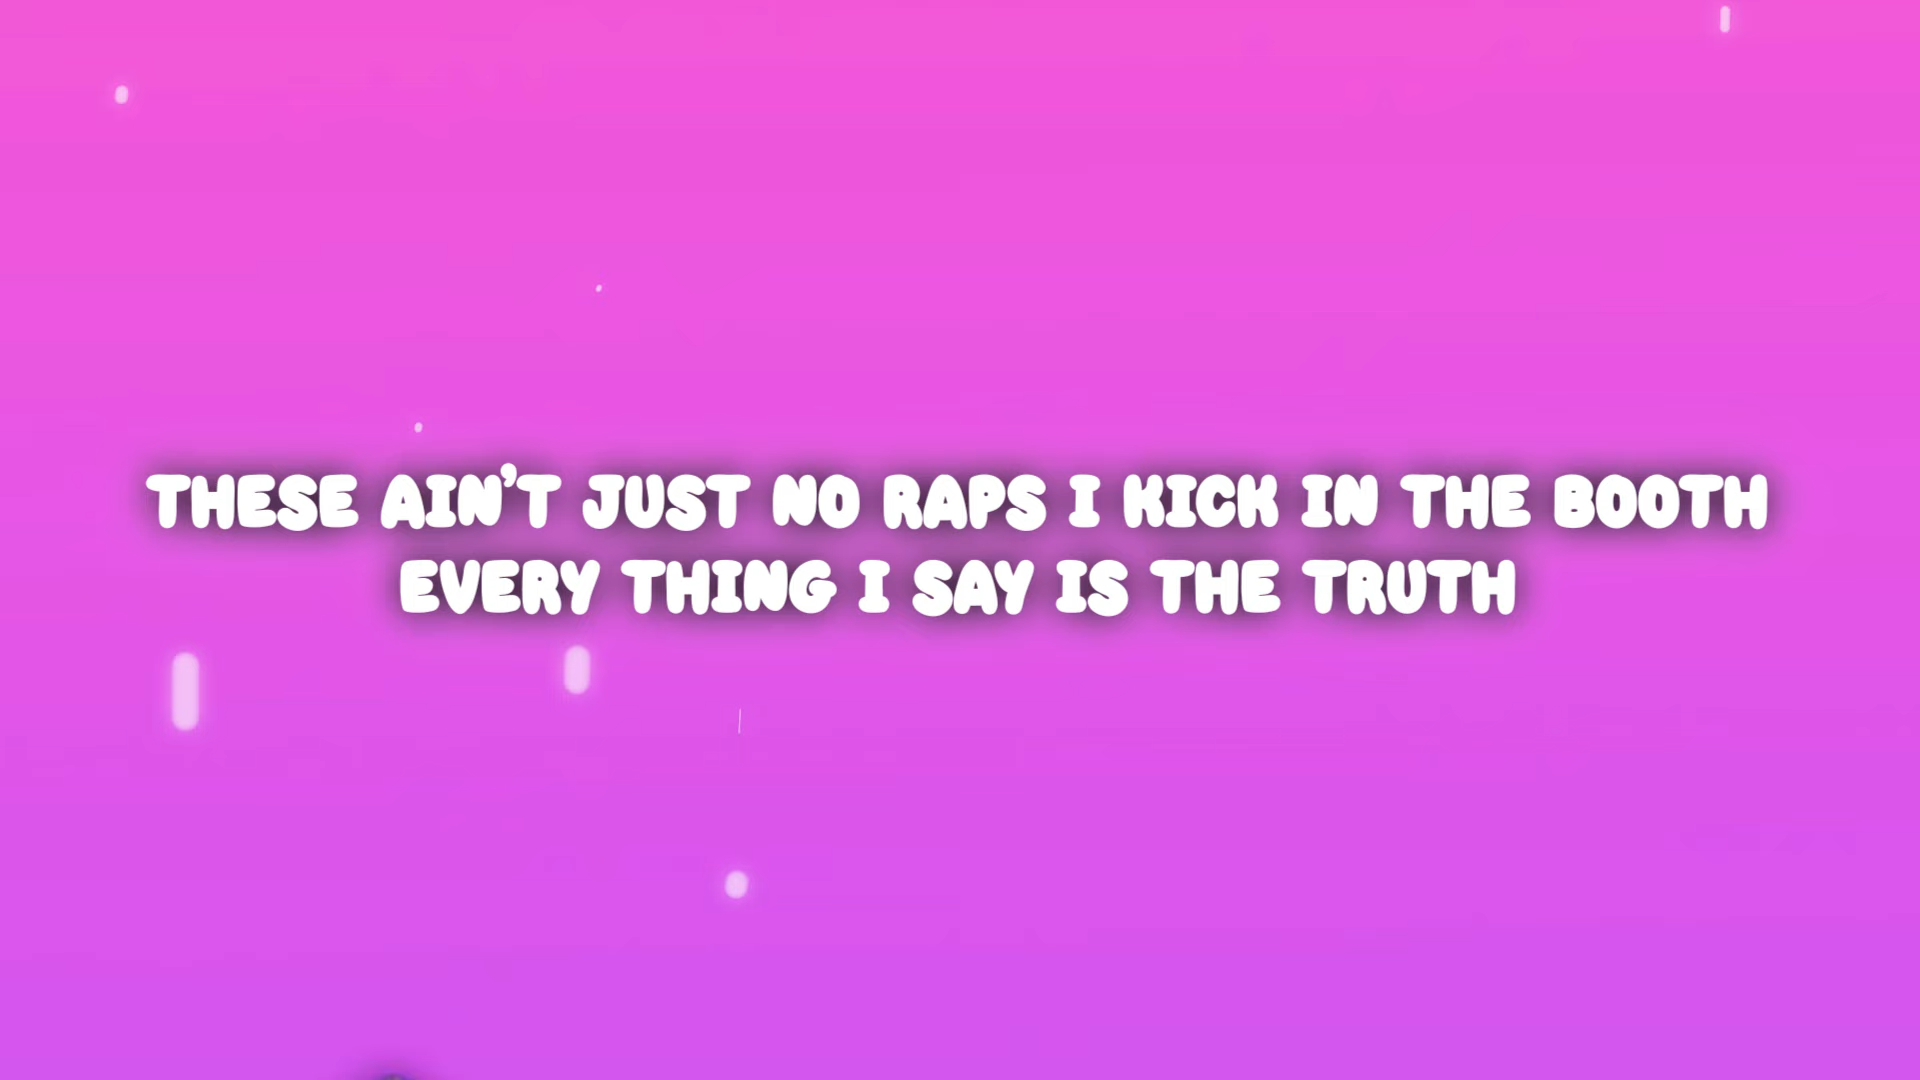 THESE AIN’T JUST NO RAPS I KICK IN THE BOOTH
EVERY THING I SAY IS THE TRUTH